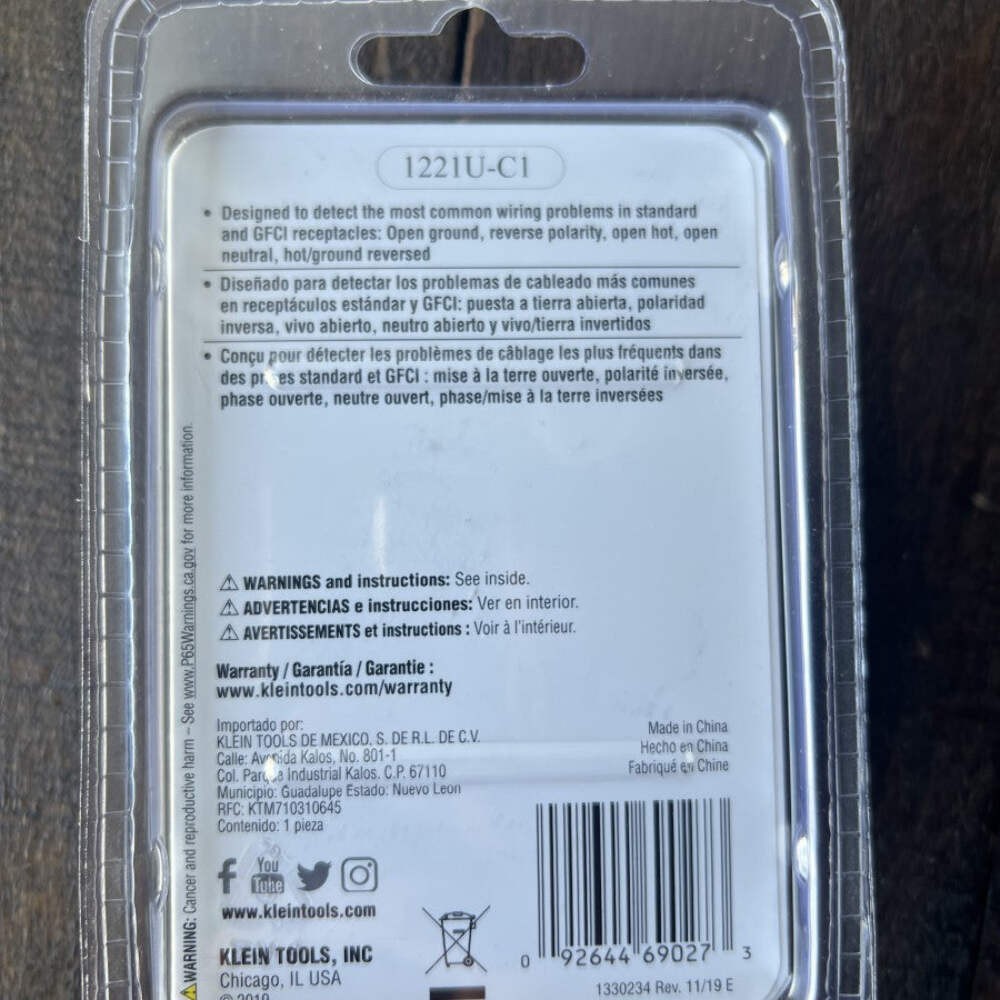 1221U-C1
• Designed to detect the most common wiring problems in standard
and GFCI receptacles: Open ground, reverse polarity, open hot, open
neutral, hot/ground reversed
• Diseñado para detectar los problemas de cableado más comunes
en receptáculos estándar y GFCI: puesta a tierra abierta, polaridad
inversa, vivo abierto, neutro abierto y vivo/tierra invertidos
• Conçu pour détecter les problèmes de câblage les plus fréquents dans
des prises standard et GFCI : mise à la terre ouverte, polarité inversée,
phase ouverte, neutre ouvert, phase/mise à la terre inversées
⚠ WARNINGS and instructions: See inside.
⚠ ADVERTENCIAS e instrucciones: Ver en interior.
⚠ AVERTISSEMENTS et instructions : Voir à l'intérieur.
Warranty / Garantía / Garantie :
www.kleintools.com/warranty
Importado por:
KLEIN TOOLS DE MEXICO, S. DE R.L. DE C.V.
Calle: Avenida Kalos, No. 801-1
Col. Parque Industrial Kalos. C.P. 67110
Municipio: Guadalupe Estado: Nuevo León
RFC: KTM710310645
Contenido: 1 pieza
Made in China
Hecho en China
Fabriqué en Chine
You
Tube
www.kleintools.com
KLEIN TOOLS, INC
Chicago, IL USA
© 2019
0 92644 69027 3
1330234 Rev. 11/19 E
⚠WARNING: Cancer and reproductive harm – See www.P65Warnings.ca.gov for more information.